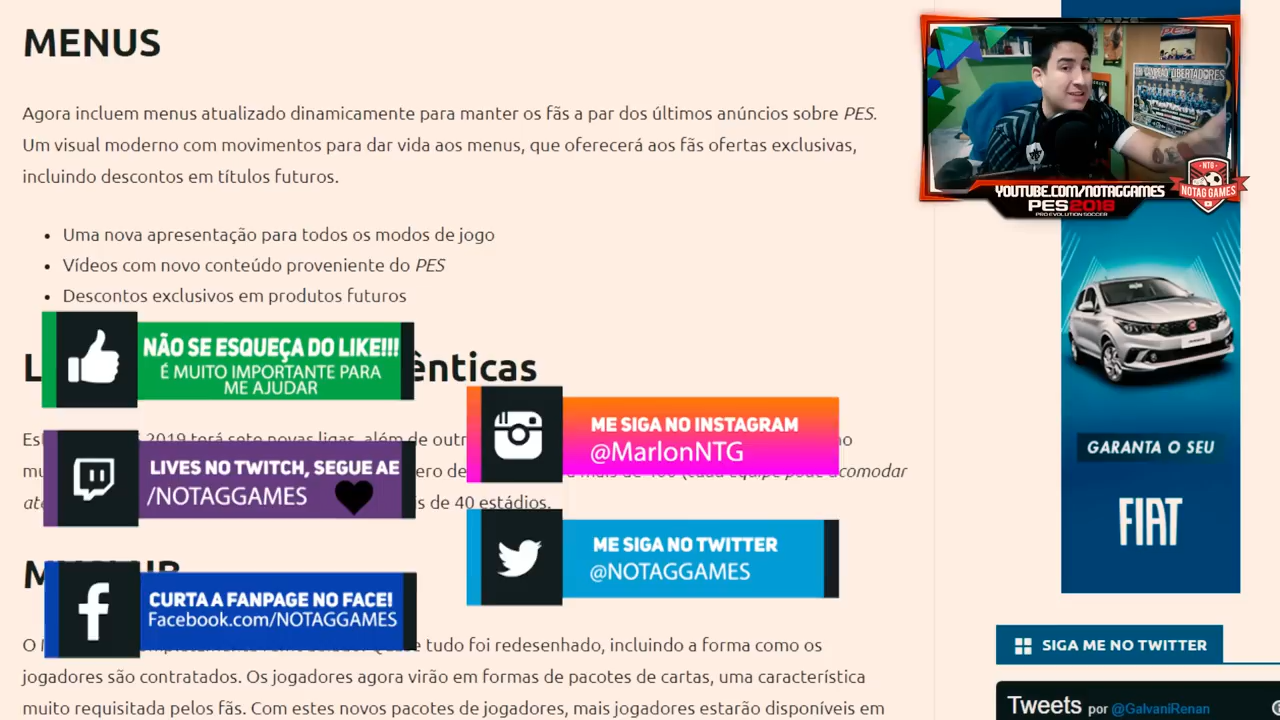 MENUS
Agora incluem menus atualizado dinamicamente para manter os fãs a par dos últimos anúncios sobre PES.
Um visual moderno com movimentos para dar vida aos menus, que oferecerá aos fãs ofertas exclusivas,
incluindo descontos em títulos futuros.
• Uma nova apresentação para todos os modos de jogo
• Vídeos com novo conteúdo proveniente do PES
• Descontos exclusivos em produtos futuros
NÃO SE ESQUEÇA DO LIKE!!!
É MUITO IMPORTANTE PARA
ME AJUDAR
2019 terá sete novas ligas, além de
LIVES NO TWITCH, SEGUE AE
/NOTAGGAMES
acomodar
de 40 estádios.
CURTA A FANPAGE NO FACE!
Facebook.com/NOTAGGAMES
ME SIGA NO INSTAGRAM
@MarlonNTG
ME SIGA NO TWITTER
@NOTAGGAMES
O
tudo foi redesenhado, incluindo a forma como os
jogadores são contratados. Os jogadores agora virão em formas de pacotes de cartas, uma característica
muito requisitada pelos fãs. Com estes novos pacotes de jogadores, mais jogadores estarão disponíveis em
LIBERTADORES
YOUTUBE.COM/NOTAGGAMES
PES2018
PRO EVOLUTION SOCCER
NTG
NOTAG GAMES
GARANTA O SEU
FIAT
SIGA ME NO TWITTER
Tweets por @GalvaniRenan